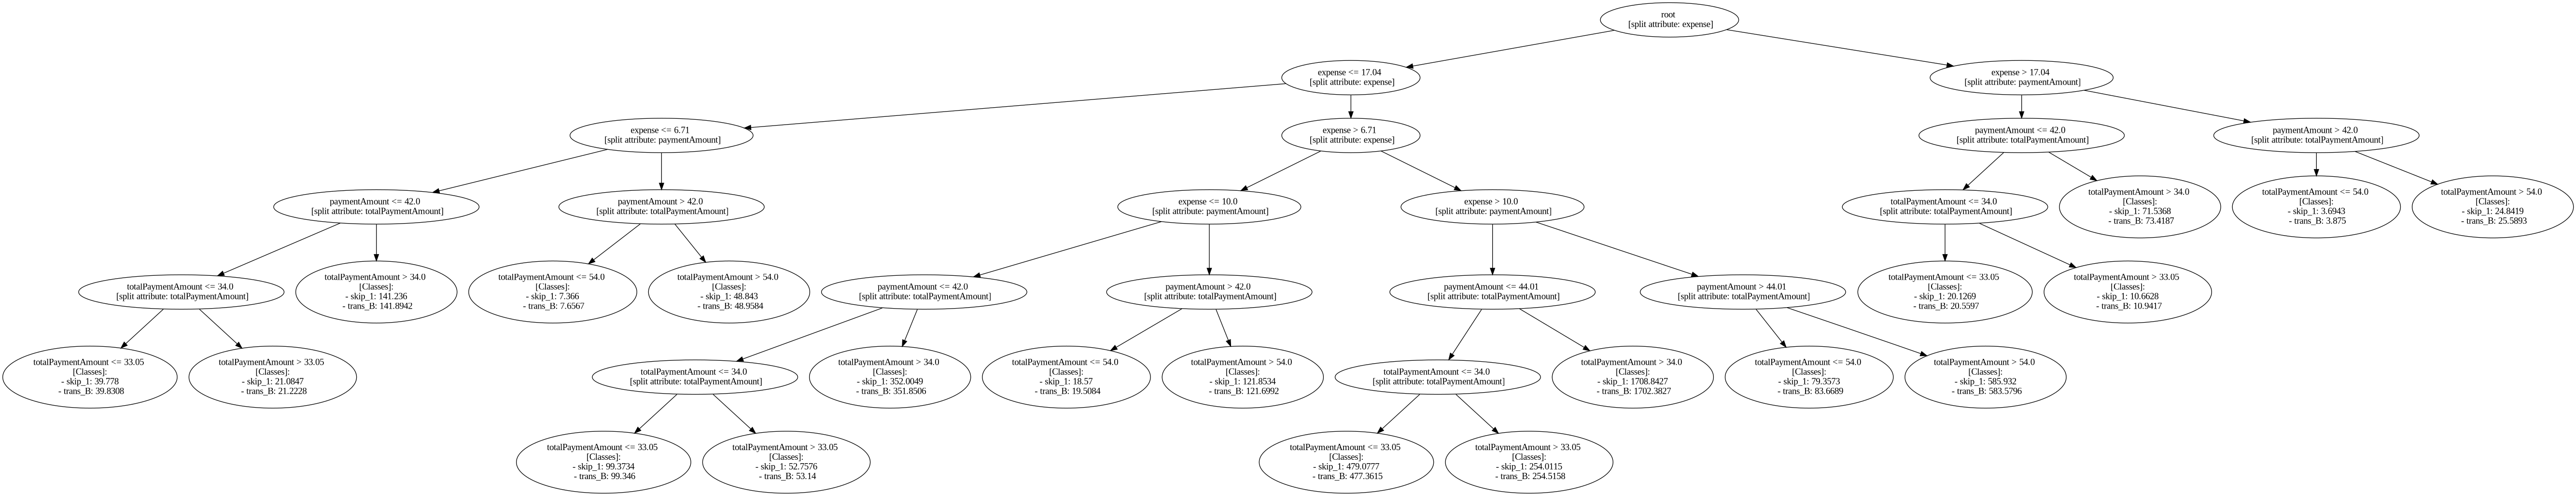 root
[split attribute: expense]
expense <= 17.04
[split attribute: expense]
expense > 17.04
[split attribute: paymentAmount]
expense <= 6.71
[split attribute: paymentAmount]
expense > 6.71
[split attribute: expense]
paymentAmount <= 42.0
[split attribute: totalPaymentAmount]
paymentAmount > 42.0
[split attribute: totalPaymentAmount]
paymentAmount <= 42.0
[split attribute: totalPaymentAmount]
paymentAmount > 42.0
[split attribute: totalPaymentAmount]
expense <= 10.0
[split attribute: paymentAmount]
expense > 10.0
[split attribute: paymentAmount]
totalPaymentAmount <= 34.0
[split attribute: totalPaymentAmount]
totalPaymentAmount > 34.0
[Classes]:
- skip_1: 71.5368
- trans_B: 73.4187
totalPaymentAmount <= 54.0
[Classes]:
- skip_1: 3.6943
- trans_B: 3.875
totalPaymentAmount > 54.0
[Classes]:
- skip_1: 24.8419
- trans_B: 25.5893
totalPaymentAmount <= 34.0
[split attribute: totalPaymentAmount]
totalPaymentAmount > 34.0
[Classes]:
- skip_1: 141.236
- trans_B: 141.8942
totalPaymentAmount <= 54.0
[Classes]:
- skip_1: 7.366
- trans_B: 7.6567
totalPaymentAmount > 54.0
[Classes]:
- skip_1: 48.843
- trans_B: 48.9584
paymentAmount <= 42.0
[split attribute: totalPaymentAmount]
paymentAmount > 42.0
[split attribute: totalPaymentAmount]
paymentAmount <= 44.01
[split attribute: totalPaymentAmount]
paymentAmount > 44.01
[split attribute: totalPaymentAmount]
totalPaymentAmount <= 33.05
[Classes]:
- skip_1: 20.1269
- trans_B: 20.5597
totalPaymentAmount > 33.05
[Classes]:
- skip_1: 10.6628
- trans_B: 10.9417
totalPaymentAmount <= 33.05
[Classes]:
- skip_1: 39.778
- trans_B: 39.8308
totalPaymentAmount > 33.05
[Classes]:
- skip_1: 21.0847
- trans_B: 21.2228
totalPaymentAmount <= 34.0
[split attribute: totalPaymentAmount]
totalPaymentAmount > 34.0
[Classes]:
- skip_1: 352.0049
- trans_B: 351.8506
totalPaymentAmount <= 54.0
[Classes]:
- skip_1: 18.57
- trans_B: 19.5084
totalPaymentAmount > 54.0
[Classes]:
- skip_1: 121.8534
- trans_B: 121.6992
totalPaymentAmount <= 34.0
[split attribute: totalPaymentAmount]
totalPaymentAmount > 34.0
[Classes]:
- skip_1: 1708.8427
- trans_B: 1702.3827
totalPaymentAmount <= 54.0
[Classes]:
- skip_1: 79.3573
- trans_B: 83.6689
totalPaymentAmount > 54.0
[Classes]:
- skip_1: 585.932
- trans_B: 583.5796
totalPaymentAmount <= 33.05
[Classes]:
- skip_1: 99.3734
- trans_B: 99.346
totalPaymentAmount > 33.05
[Classes]:
- skip_1: 52.7576
- trans_B: 53.14
totalPaymentAmount <= 33.05
[Classes]:
- skip_1: 479.0777
- trans_B: 477.3615
totalPaymentAmount > 33.05
[Classes]:
- skip_1: 254.0115
- trans_B: 254.5158